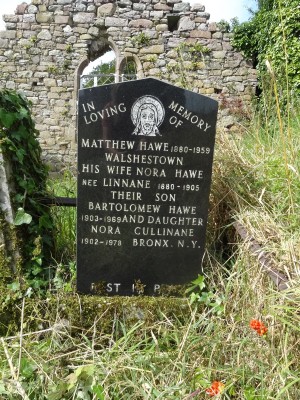 IN LOVING MEMORY OF
MATTHEW HAWE 1880-1959
WALSHESTOWN
HIS WIFE NORA HAWE
NEE LINNANE 1880-1905
THEIR SON
BARTOLOMEW HAWE
1903-1969 AND DAUGHTER
NORA CULLINANE
1902-1978 BRONX. N.Y.